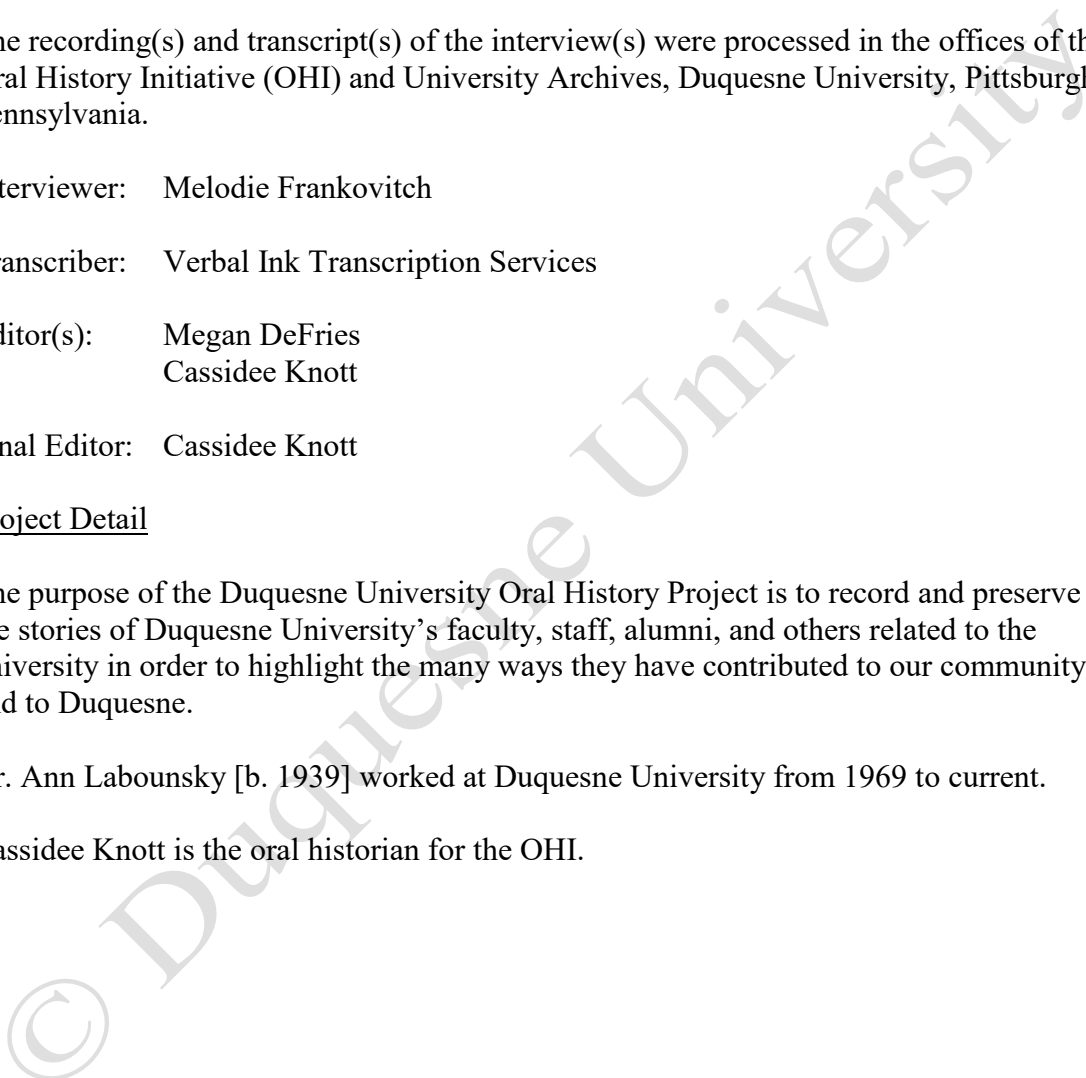 he recording(s) and transcript(s) of the interview(s) were processed in the offices of th
ral History Initiative (OHI) and University Archives, Duquesne University, Pittsburgh
ennsylvania.
nterviewer: Melodie Frankovitch
ranscriber: Verbal Ink Transcription Services
ditor(s): Megan DeFries
Cassidee Knott
nal Editor: Cassidee Knott
oject Detail
he purpose of the Duquesne University Oral History Project is to record and preserve
e stories of Duquesne University’s faculty, staff, alumni, and others related to the
niversity in order to highlight the many ways they have contributed to our community
nd to Duquesne.
r. Ann Labounsky [b. 1939] worked at Duquesne University from 1969 to current.
assidee Knott is the oral historian for the OHI.
© Duquesne University